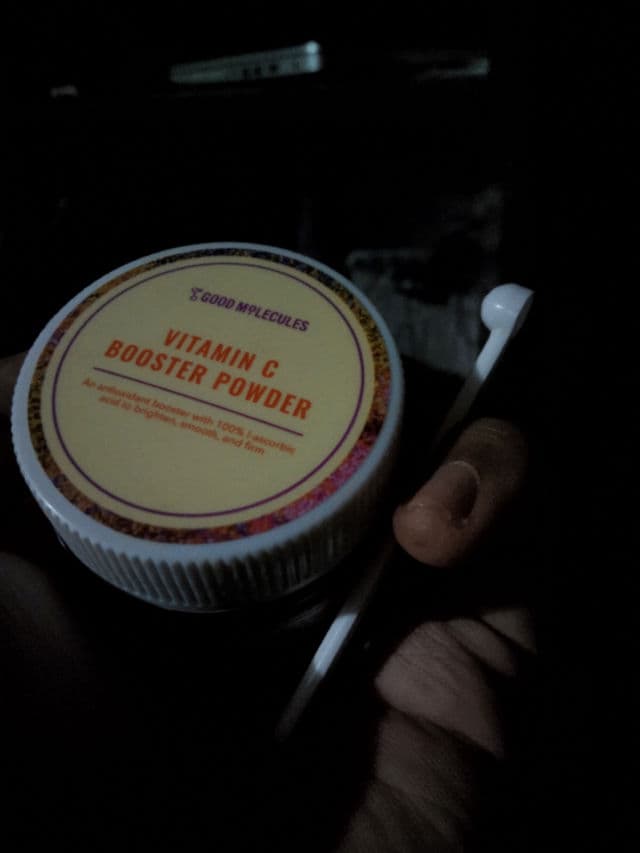 GOOD MOLECULES
VITAMIN C
BOOSTER POWDER
An antioxidant booster with 100% l-ascorbic
acid to brighten, smooth, and firm